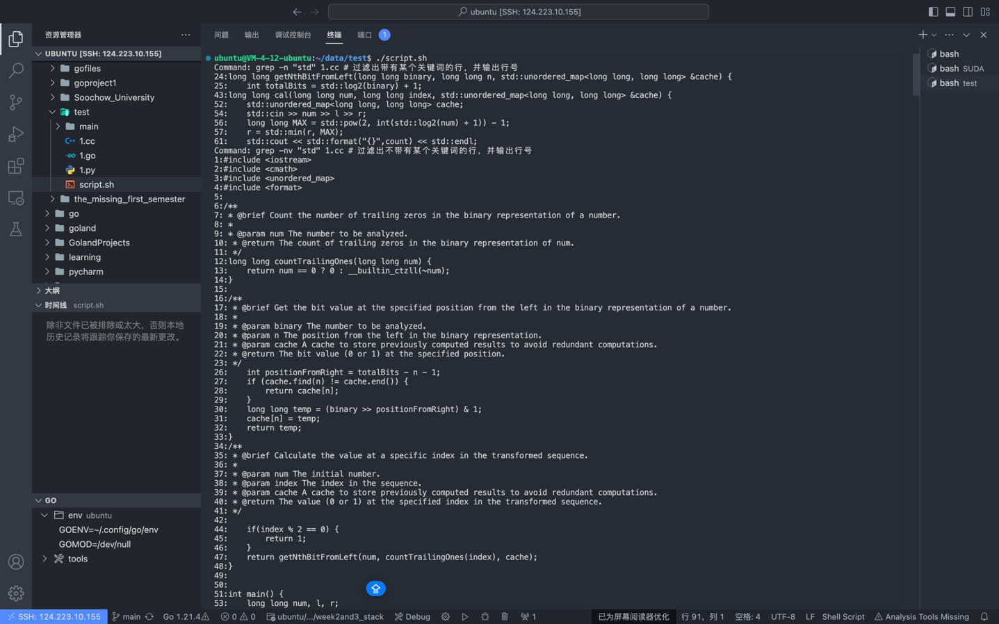 ubuntu [SSH: 124.223.10.155]
资源管理器
UBUNTU [SSH: 124.223.10.155]
gofiles
goproject1
Soochow_University
test
main
1.cc
1.go
1.py
script.sh
the_missing_first_semester
go
goland
GolandProjects
learning
pycharm
大纲
时间线 script.sh
除非文件已被排除或太大，否则本地
历史记录将跟踪你保存的最新更改。
GO
env ubuntu
GOENV=~/.config/go/env
GOMOD=/dev/null
tools
问题 输出 调试控制台 终端 端口 1
ubuntu@VM-4-12-ubuntu:~/data/test$ ./script.sh
Command: grep -n "std" 1.cc # 过滤出带有某个关键词的行，并输出行号
24:long long getNthBitFromLeft(long long binary, long long n, std::unordered_map<long long, long long> &cache) {
25:    int totalBits = std::log2(binary) + 1;
43:long long cal(long long num, long long index, std::unordered_map<long long, long long> &cache) {
52:    std::unordered_map<long long, long long> cache;
54:    std::cin >> num >> l >> r;
56:    long long MAX = std::pow(2, int(std::log2(num) + 1)) - 1;
57:    r = std::min(r, MAX);
61:    std::cout << std::format("{}",count) << std::endl;
Command: grep -nv "std" 1.cc # 过滤出不带有某个关键词的行，并输出行号
1:#include <iostream>
2:#include <cmath>
3:#include <unordered_map>
4:#include <format>
5:
6:/**
7: * @brief Count the number of trailing zeros in the binary representation of a number.
8: *
9: * @param num The number to be analyzed.
10: * @return The count of trailing zeros in the binary representation of num.
11: */
12:long long countTrailingOnes(long long num) {
13:    return num == 0 ? 0 : __builtin_ctzll(~num);
14:}
15:
16:/**
17: * @brief Get the bit value at the specified position from the left in the binary representation of a number.
18: *
19: * @param binary The number to be analyzed.
20: * @param n The position from the left in the binary representation.
21: * @param cache A cache to store previously computed results to avoid redundant computations.
22: * @return The bit value (0 or 1) at the specified position.
23: */
26:    int positionFromRight = totalBits - n - 1;
27:    if (cache.find(n) != cache.end()) {
28:        return cache[n];
29:    }
30:    long long temp = (binary >> positionFromRight) & 1;
31:    cache[n] = temp;
32:    return temp;
33:}
34:/**
35: * @brief Calculate the value at a specific index in the transformed sequence.
36: *
37: * @param num The initial number.
38: * @param index The index in the sequence.
39: * @param cache A cache to store previously computed results to avoid redundant computations.
40: * @return The value (0 or 1) at the specified index in the transformed sequence.
41: */
42:
44:    if(index % 2 == 0) {
45:        return 1;
46:    }
47:    return getNthBitFromLeft(num, countTrailingOnes(index), cache);
48:}
49:
50:
51:int main() {
53:    long long num, l, r;
bash
bash SUDA
bash test
SSH: 124.223.10.155 main Go 1.21.4 0 0 ubuntu/.../week2and3_stack Debug 1 已为屏幕阅读器优化 行 91，列 1 空格: 4 UTF-8 LF Shell Script Analysis Tools Missing